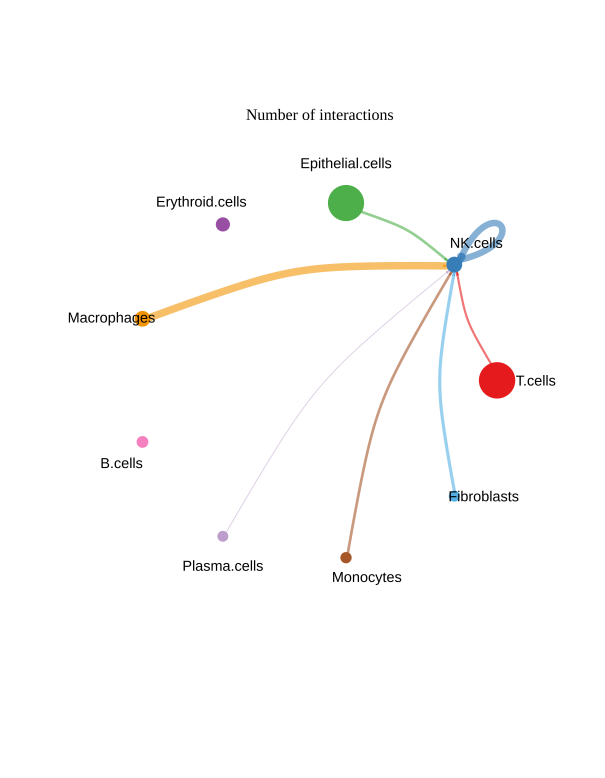 Number of interactions
Epithelial.cells
Erythroid.cells
NK.cells
Macrophages
T.cells
B.cells
Fibroblasts
Plasma.cells
Monocytes